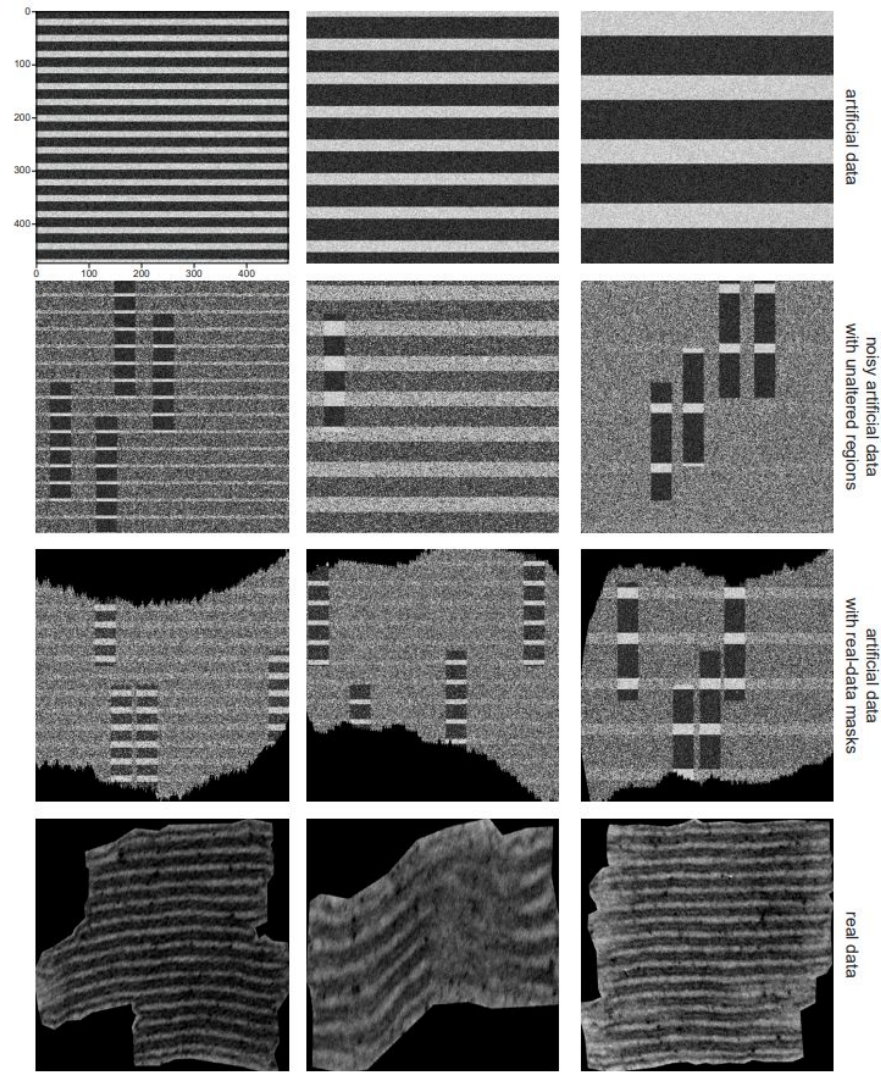 0
100
200
300
400
0 100 200 300 400
artificial data
noisy artificial data
with unaltered regions
artificial data
with real-data masks
real data